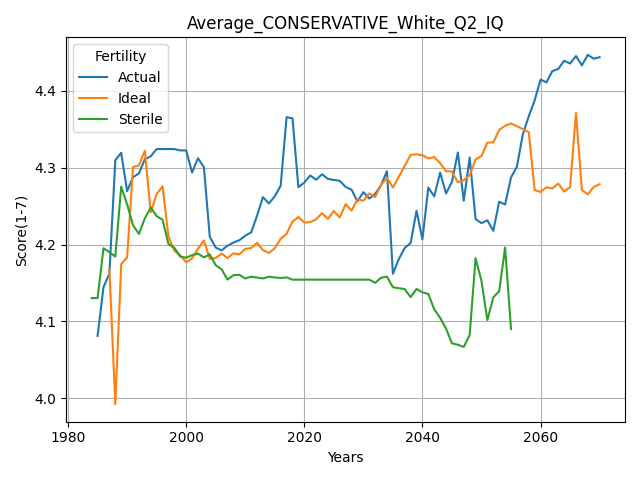 Average_CONSERVATIVE_White_Q2_IQ
Fertility
Actual
Ideal
Sterile
Score(1-7)
4.4
4.3
4.2
4.1
4.0
1980
2000
2020
2040
2060
Years